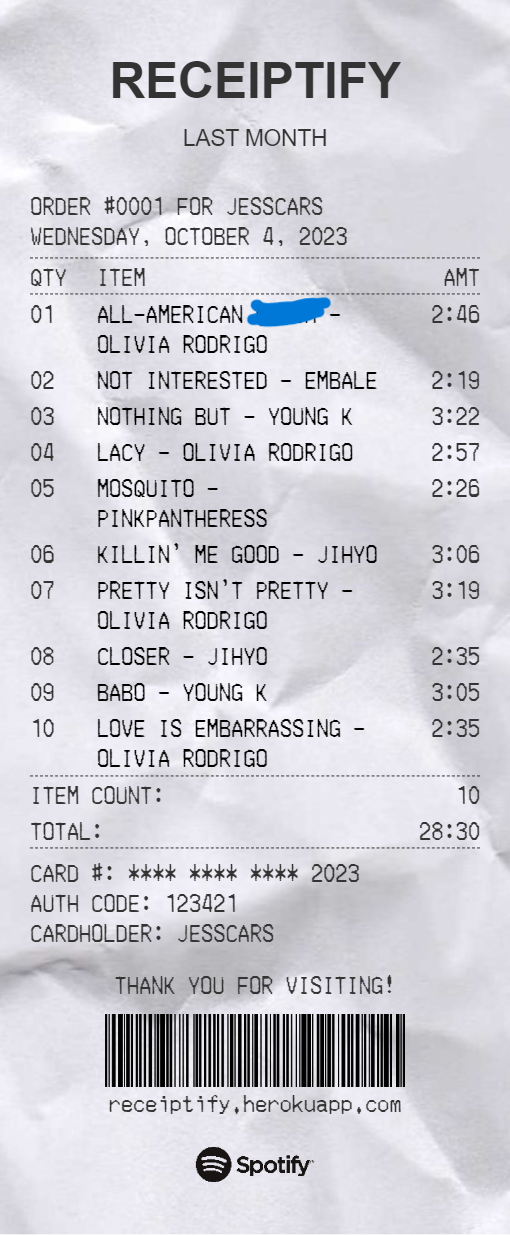 RECEIPTIFY
LAST MONTH
ORDER #0001 FOR JESSCARS
WEDNESDAY, OCTOBER 4, 2023
QTY ITEM AMT
01 ALL-AMERICAN - 2:46
OLIVIA RODRIGO
02 NOT INTERESTED - EMBALE 2:19
03 NOTHING BUT - YOUNG K 3:22
04 LACY - OLIVIA RODRIGO 2:57
05 MOSQUITO - 2:26
PINKPANTHERESS
06 KILLIN' ME GOOD - JIHYO 3:06
07 PRETTY ISN'T PRETTY - 3:19
OLIVIA RODRIGO
08 CLOSER - JIHYO 2:35
09 BABO - YOUNG K 3:05
10 LOVE IS EMBARRASSING - 2:35
OLIVIA RODRIGO
ITEM COUNT: 10
TOTAL: 28:30
CARD #: **** **** **** 2023
AUTH CODE: 123421
CARDHOLDER: JESSCARS
THANK YOU FOR VISITING!
receiptify.herokuapp.com
Spotify